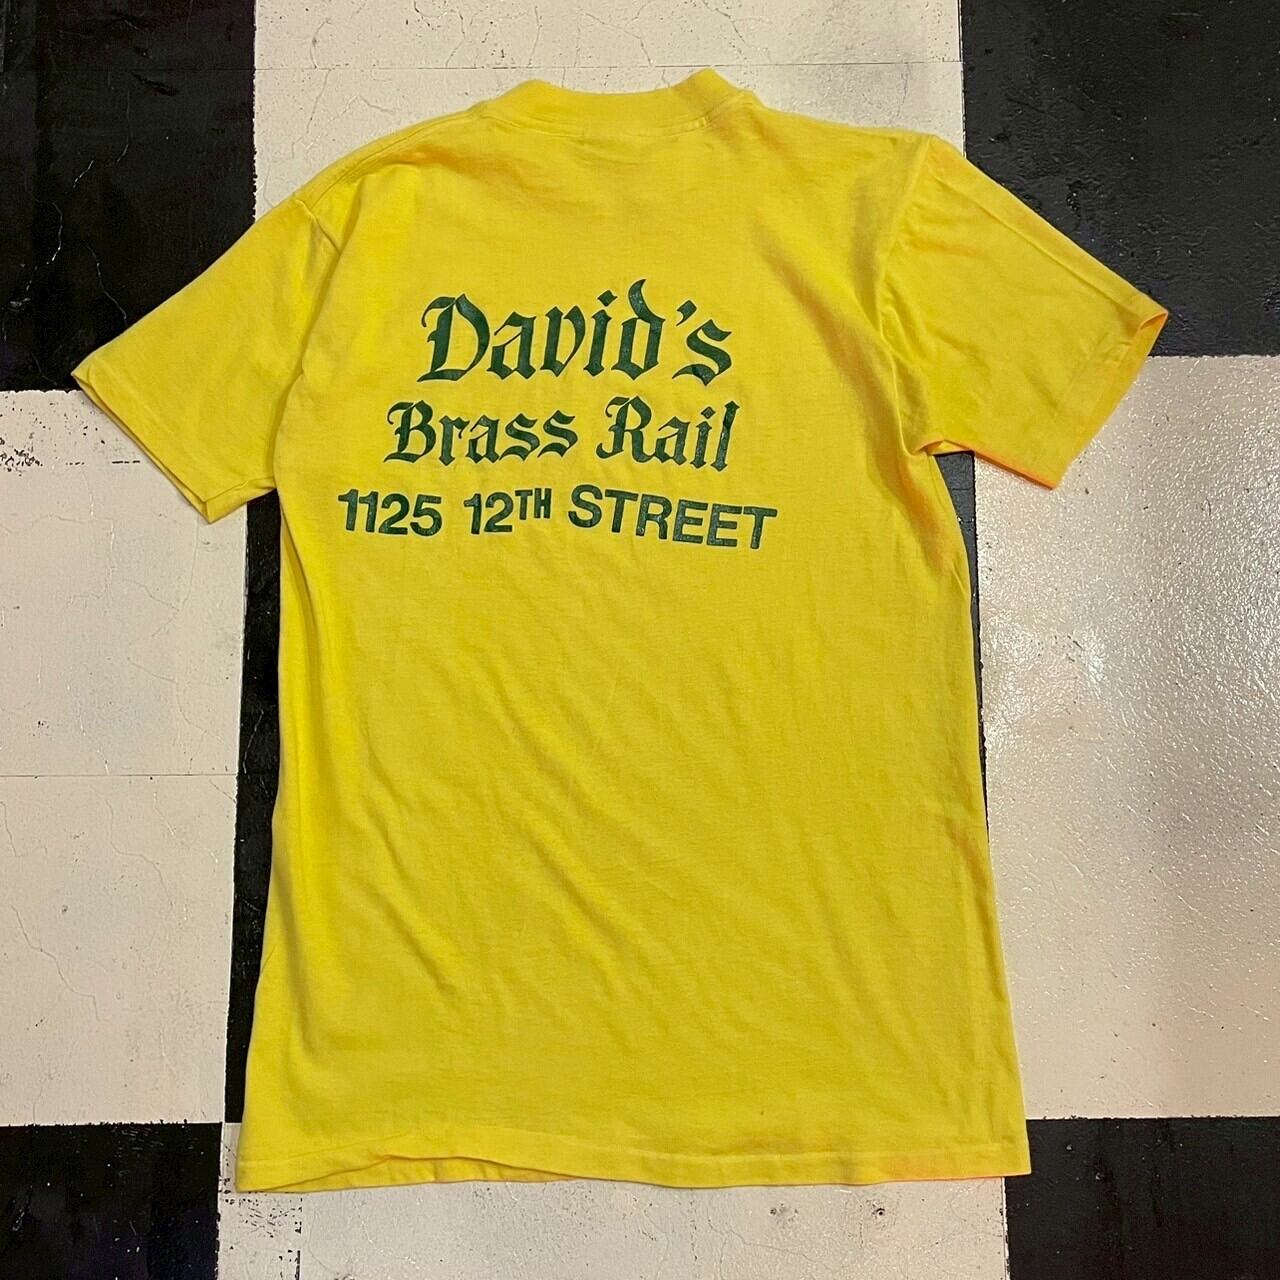 David's
Brass Rail
1125 12TH STREET